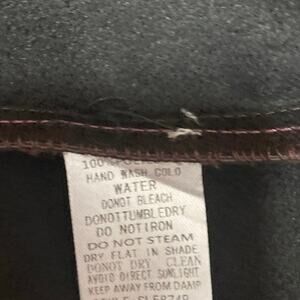 HAND WASH COLD
WATER
DONOT BLEACH
DONOTTUMBLEDRY
DO NOTIRON
DO NOT STEAM
DRY FLAT IN SHADE
DONOT DRY CLEAN
AVOID DIRECT SUNLIGHT
KEEP AWAY FROM DAMP